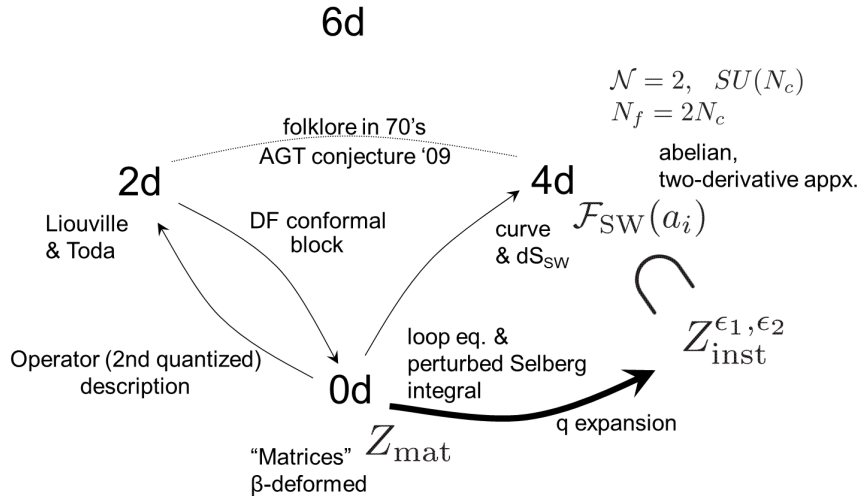 6d
𝒩 = 2, SU(N_c)
N_f = 2N_c
folklore in 70’s
AGT conjecture ‘09
abelian,
two-derivative appx.
2d
4d
ℱ_SW(a_i)
Liouville
& Toda
DF conformal
block
curve
& dS_SW
Z_inst^{ϵ_1,ϵ_2}
loop eq. &
perturbed Selberg
integral
Operator (2nd quantized)
description
0d
q expansion
Z_mat
“Matrices”
β-deformed